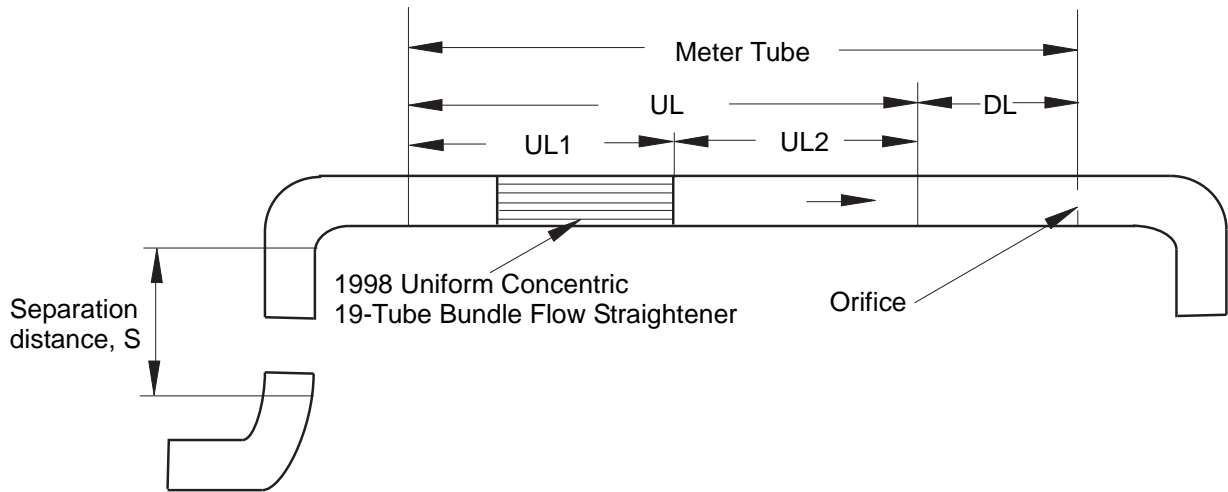 Meter Tube
UL
DL
UL1
UL2
1998 Uniform Concentric
19-Tube Bundle Flow Straightener
Orifice
Separation
distance, S